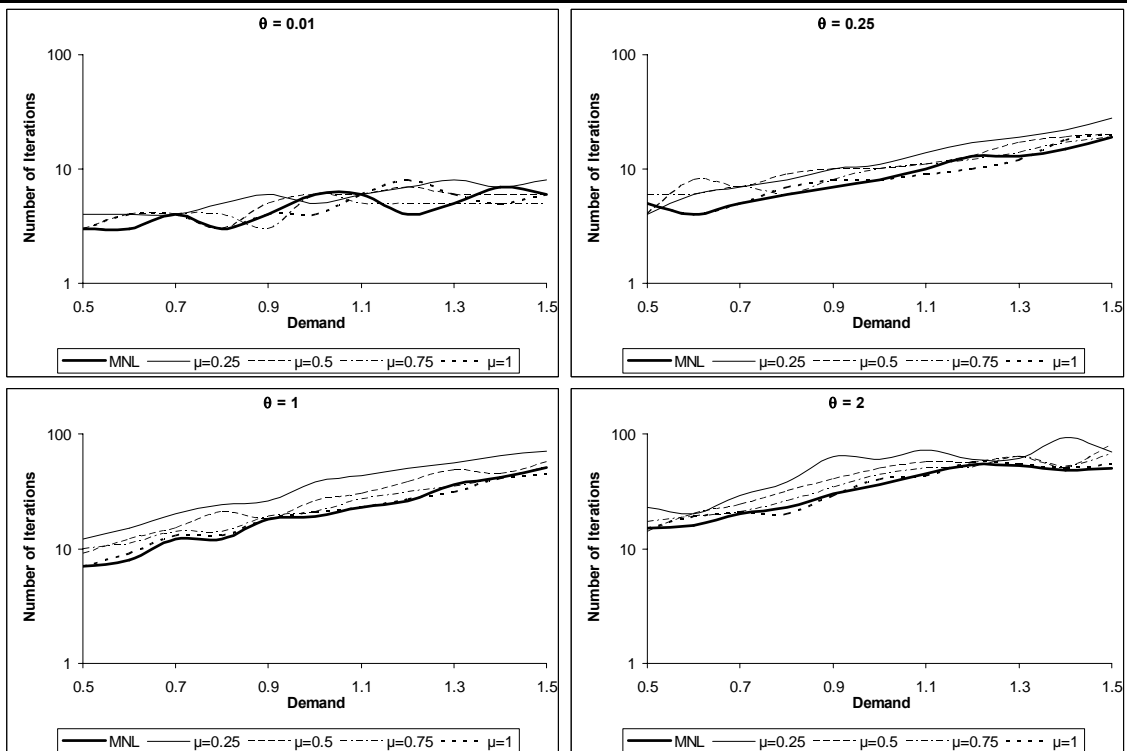 θ = 0.01
100
10
1
Number of Iterations
0.5 0.7 0.9 1.1 1.3 1.5
Demand
MNL μ=0.25 μ=0.5 μ=0.75 μ=1
θ = 0.25
100
10
1
Number of Iterations
0.5 0.7 0.9 1.1 1.3 1.5
Demand
MNL μ=0.25 μ=0.5 μ=0.75 μ=1
θ = 1
100
10
1
Number of Iterations
0.5 0.7 0.9 1.1 1.3 1.5
Demand
MNL μ=0.25 μ=0.5 μ=0.75 μ=1
θ = 2
100
10
1
Number of Iterations
0.5 0.7 0.9 1.1 1.3 1.5
Demand
MNL μ=0.25 μ=0.5 μ=0.75 μ=1